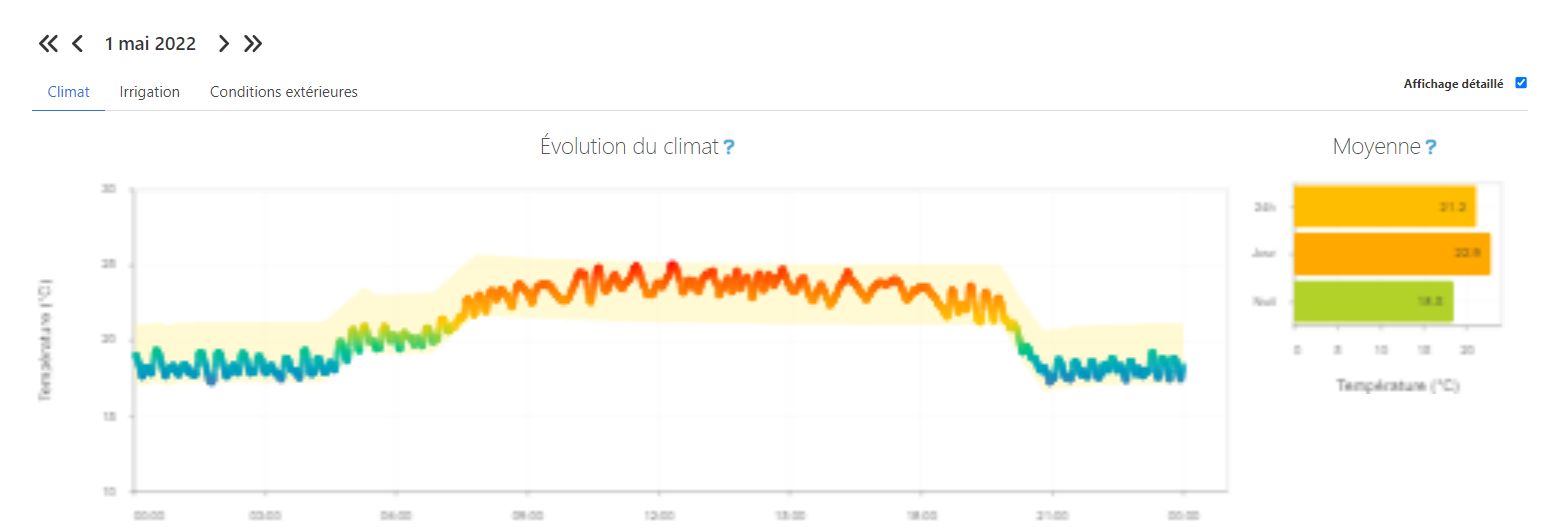 1 mai 2022
Climat Irrigation Conditions extérieures
Affichage détaillé
Évolution du climat ?
Moyenne ?
30
25
20
15
10
Température (°C)
00:00 03:00 06:00 09:00 12:00 15:00 18:00 21:00 00:00
24h 21.2
Jour
Nuit
0 5 10 15 20
Température (°C)